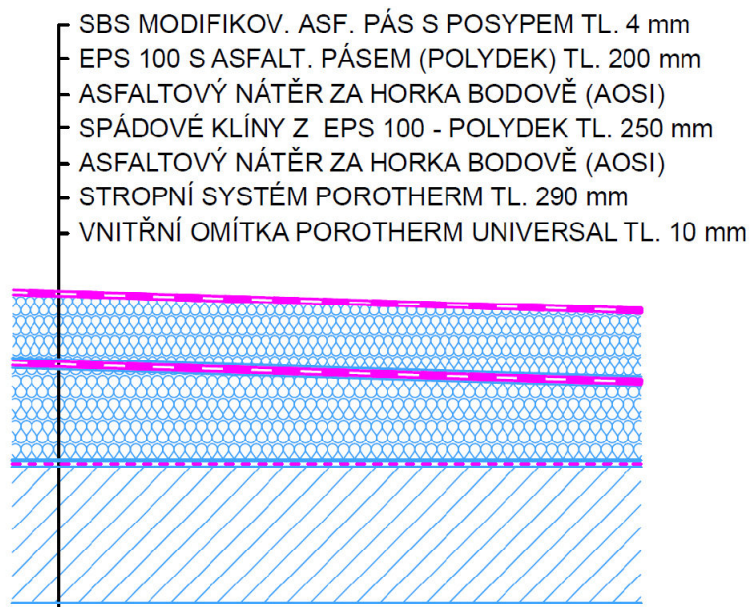 SBS MODIFIKOV. ASF. PÁS S POSYPEM TL. 4 mm
EPS 100 S ASFALT. PÁSEM (POLYDEK) TL. 200 mm
ASFALTOVÝ NÁTĚR ZA HORKA BODOVĚ (AOSI)
SPÁDOVÉ KLÍNY Z EPS 100 - POLYDEK TL. 250 mm
ASFALTOVÝ NÁTĚR ZA HORKA BODOVĚ (AOSI)
STROPNÍ SYSTÉM POROTHERM TL. 290 mm
VNITŘNÍ OMÍTKA POROTHERM UNIVERSAL TL. 10 mm